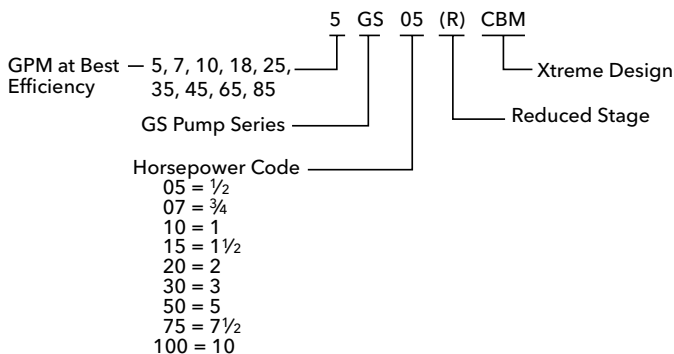 5 GS 05 (R) CBM
GPM at Best – 5, 7, 10, 18, 25,
Efficiency 35, 45, 65, 85
Xtreme Design
GS Pump Series
Reduced Stage
Horsepower Code
05 = ½
07 = ¾
10 = 1
15 = 1½
20 = 2
30 = 3
50 = 5
75 = 7½
100 = 10